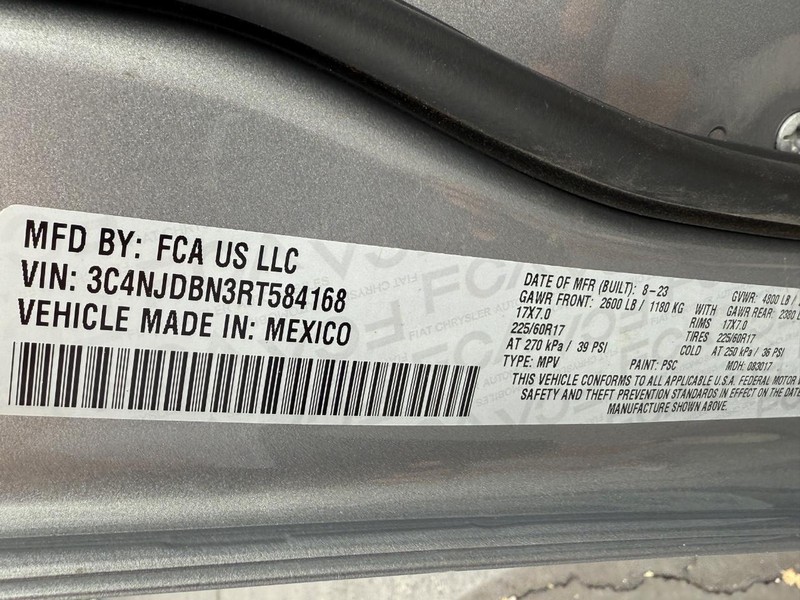 MFD BY: FCA US LLC
VIN: 3C4NJDBN3RT584168
VEHICLE MADE IN: MEXICO
DATE OF MFR (BUILT): 8-23 GVWR: 4800 LB /
GAWR FRONT: 2600 LB / 1180 KG WITH GAWR REAR: 2380
17X7.0 RIMS 17X7.0
225/60R17 TIRES 225/60R17
AT 270 kPa / 39 PSI COLD AT 250 kPa / 36 PSI
TYPE: MPV PAINT: PSC MDH: 083017
THIS VEHICLE CONFORMS TO ALL APPLICABLE U.S.A. FEDERAL MOTOR
SAFETY AND THEFT PREVENTION STANDARDS IN EFFECT ON THE DATE
MANUFACTURE SHOWN ABOVE.